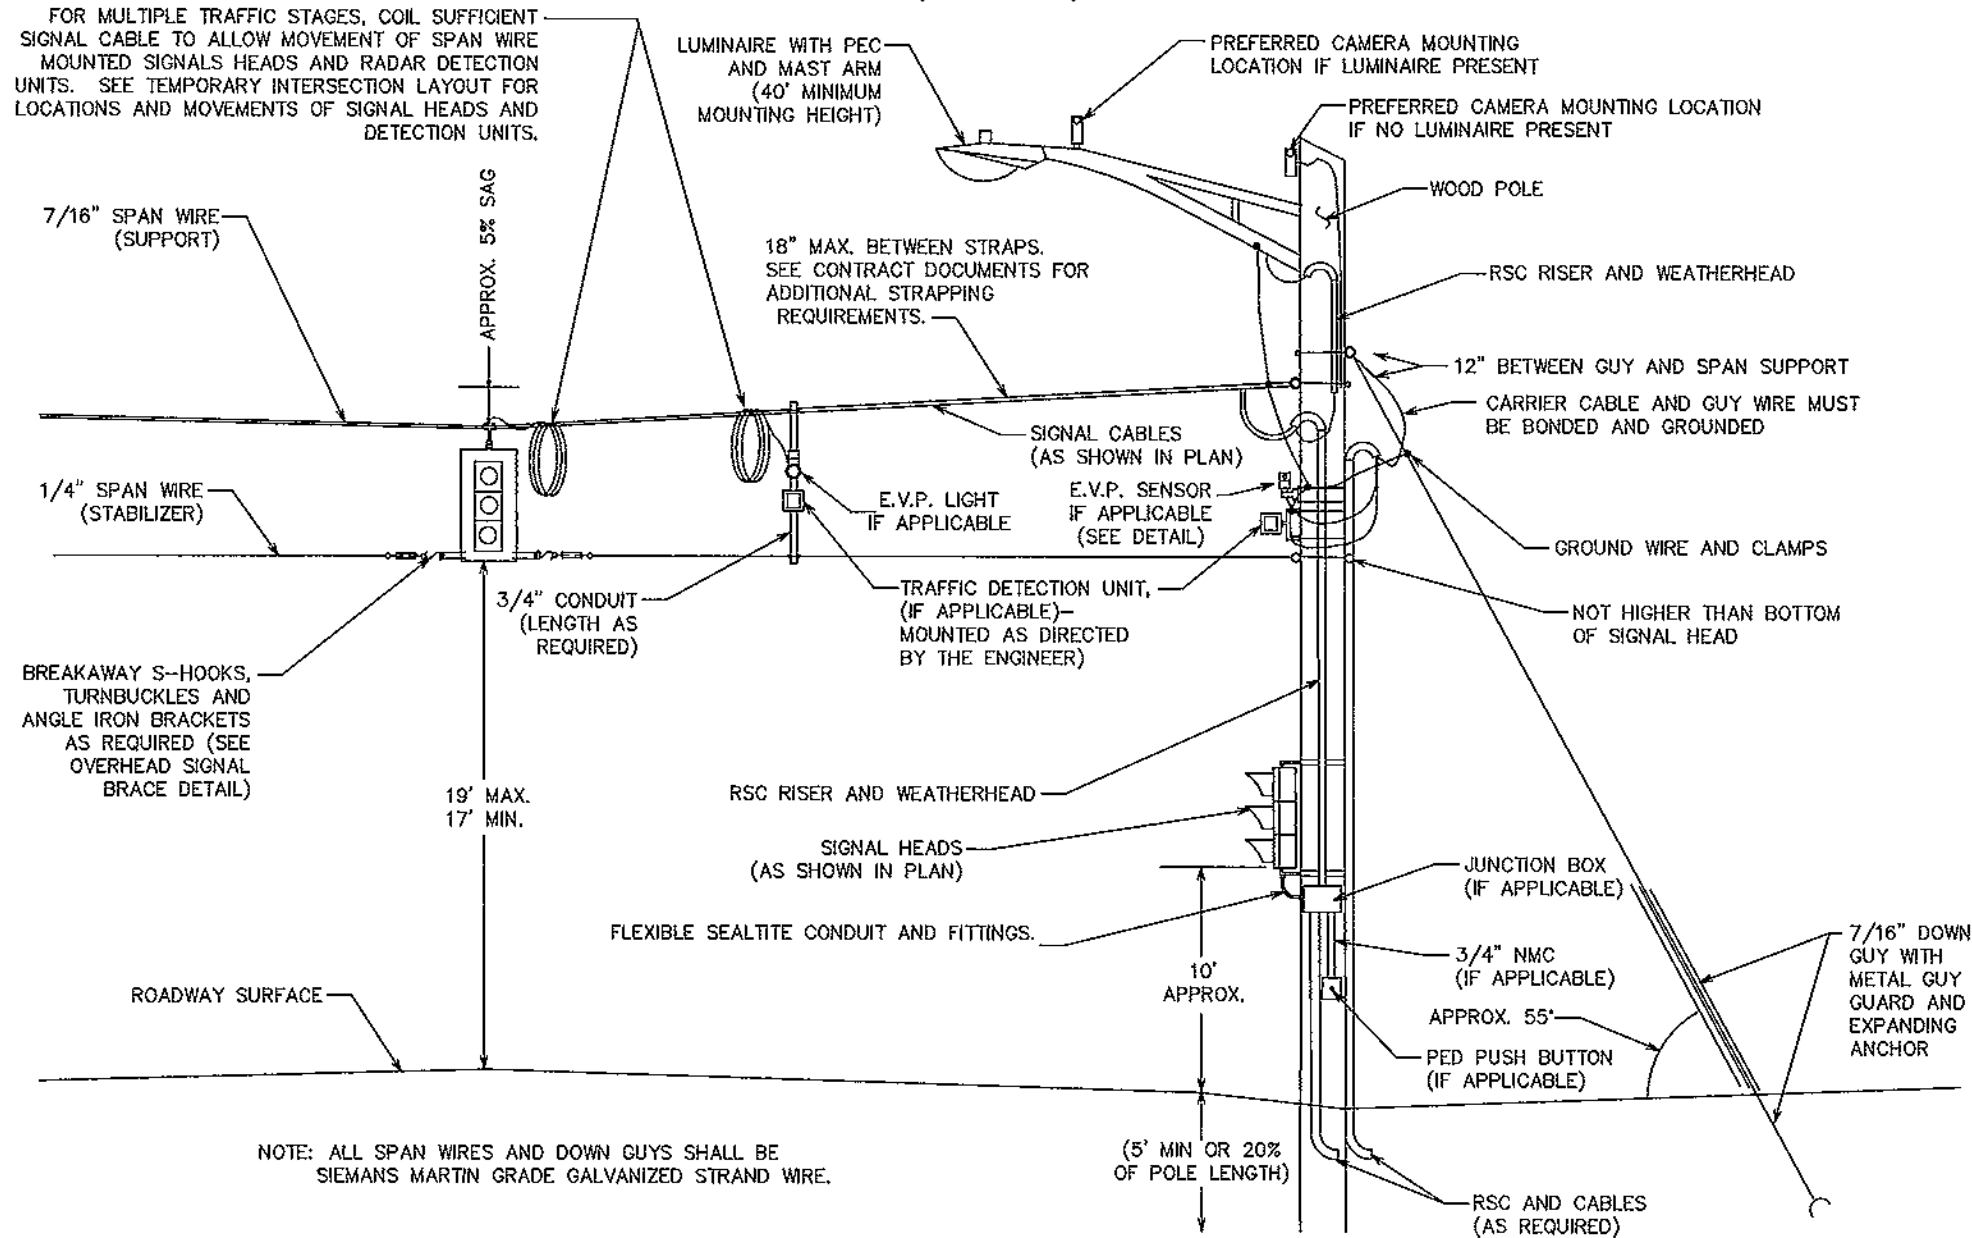 FOR MULTIPLE TRAFFIC STAGES, COIL SUFFICIENT
SIGNAL CABLE TO ALLOW MOVEMENT OF SPAN WIRE
MOUNTED SIGNALS HEADS AND RADAR DETECTION
UNITS. SEE TEMPORARY INTERSECTION LAYOUT FOR
LOCATIONS AND MOVEMENTS OF SIGNAL HEADS AND
DETECTION UNITS.
LUMINAIRE WITH PEC
AND MAST ARM
(40' MINIMUM
MOUNTING HEIGHT)
PREFERRED CAMERA MOUNTING
LOCATION IF LUMINAIRE PRESENT
PREFERRED CAMERA MOUNTING LOCATION
IF NO LUMINAIRE PRESENT
WOOD POLE
7/16" SPAN WIRE
(SUPPORT)
APPROX. 5% SAG
18" MAX. BETWEEN STRAPS.
SEE CONTRACT DOCUMENTS FOR
ADDITIONAL STRAPPING
REQUIREMENTS.
RSC RISER AND WEATHERHEAD
12" BETWEEN GUY AND SPAN SUPPORT
CARRIER CABLE AND GUY WIRE MUST
BE BONDED AND GROUNDED
SIGNAL CABLES
(AS SHOWN IN PLAN)
1/4" SPAN WIRE
(STABILIZER)
E.V.P. LIGHT
IF APPLICABLE
E.V.P. SENSOR
IF APPLICABLE
(SEE DETAIL)
GROUND WIRE AND CLAMPS
3/4" CONDUIT
(LENGTH AS
REQUIRED)
TRAFFIC DETECTION UNIT,
(IF APPLICABLE)-
MOUNTED AS DIRECTED
BY THE ENGINEER)
NOT HIGHER THAN BOTTOM
OF SIGNAL HEAD
BREAKAWAY S-HOOKS,
TURNBUCKLES AND
ANGLE IRON BRACKETS
AS REQUIRED (SEE
OVERHEAD SIGNAL
BRACE DETAIL)
19' MAX.
17' MIN.
RSC RISER AND WEATHERHEAD
SIGNAL HEADS
(AS SHOWN IN PLAN)
JUNCTION BOX
(IF APPLICABLE)
FLEXIBLE SEALTITE CONDUIT AND FITTINGS.
3/4" NMC
(IF APPLICABLE)
7/16" DOWN
GUY WITH
METAL GUY
GUARD AND
EXPANDING
ANCHOR
10'
APPROX.
ROADWAY SURFACE
APPROX. 55°
PED PUSH BUTTON
(IF APPLICABLE)
(5' MIN OR 20%
OF POLE LENGTH)
NOTE: ALL SPAN WIRES AND DOWN GUYS SHALL BE
SIEMANS MARTIN GRADE GALVANIZED STRAND WIRE.
RSC AND CABLES
(AS REQUIRED)